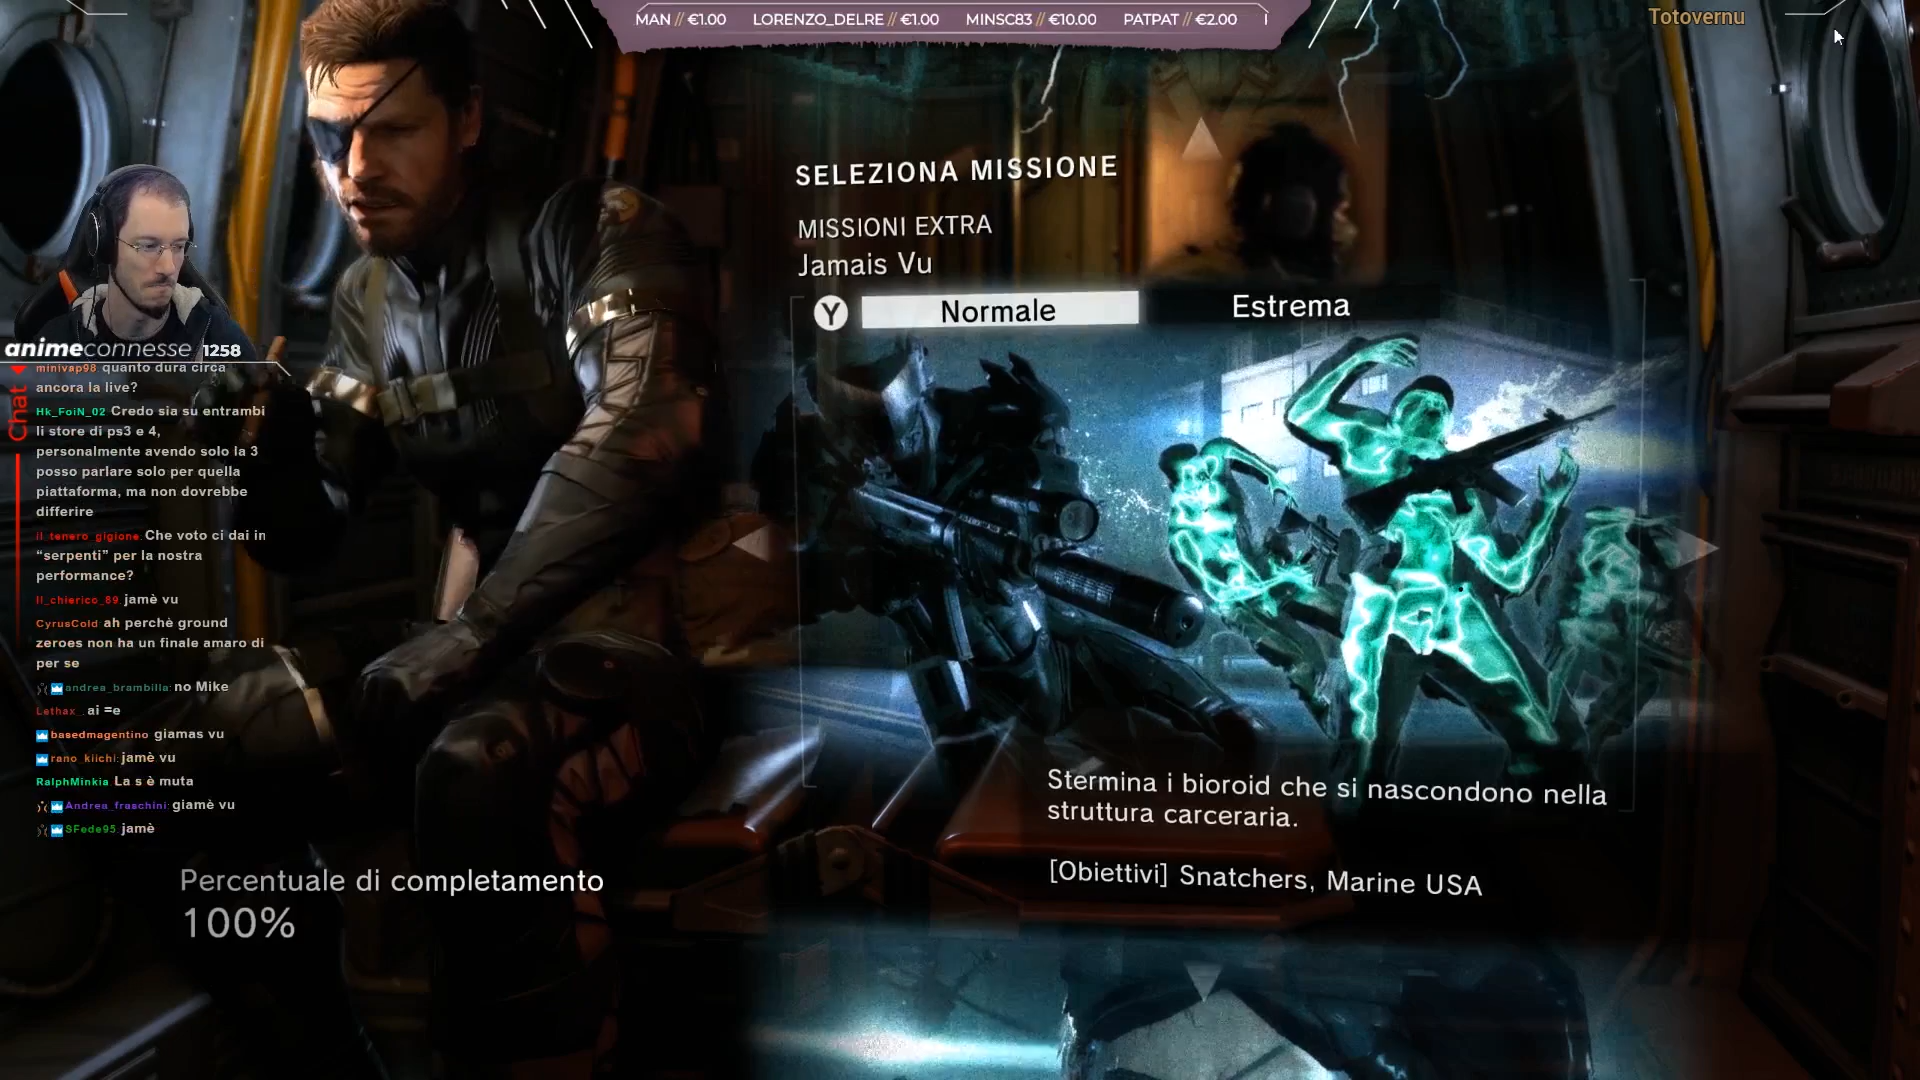 MAN // €1.00 LORENZO_DELRE // €1.00 MINSC83 // €10.00 PATPAT // €2.00
Totovernu
SELEZIONA MISSIONE
MISSIONI EXTRA
Jamais Vu
Y Normale Estrema
animeconnesse 1258
Chat
minivap98 quanto dura circa
ancora la live?
Hk_FoiN_02 Credo sia su entrambi
li store di ps3 e 4,
personalmente avendo solo la 3
posso parlare solo per quella
piattaforma, ma non dovrebbe
differire
Il_tenero_gigione: Che voto ci dai in
“serpenti” per la nostra
performance?
Il_chierico_89: jamè vu
CyrusCold: ah perchè ground
zeroes non ha un finale amaro di
per se
andrea_brambilla: no Mike
Lethax_: ai =e
basedmagentino giamas vu
rano_kiichi: jamè vu
RalphMinkia La s è muta
Andrea_fraschini: giamè vu
SFede95: jamè
Stermina i bioroid che si nascondono nella
struttura carceraria.
[Obiettivi] Snatchers, Marine USA
Percentuale di completamento
100%